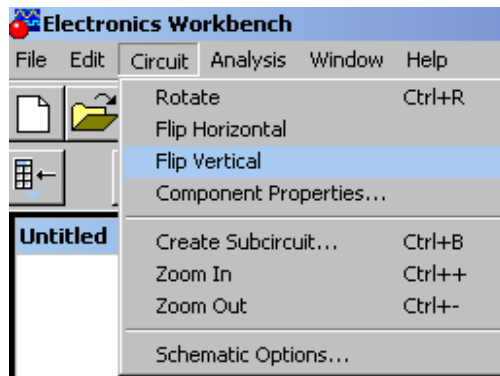 Electronics Workbench
File Edit Circuit Analysis Window Help
Rotate Ctrl+R
Flip Horizontal
Flip Vertical
Component Properties...
Untitled
Create Subcircuit... Ctrl+B
Zoom In Ctrl++
Zoom Out Ctrl+-
Schematic Options...